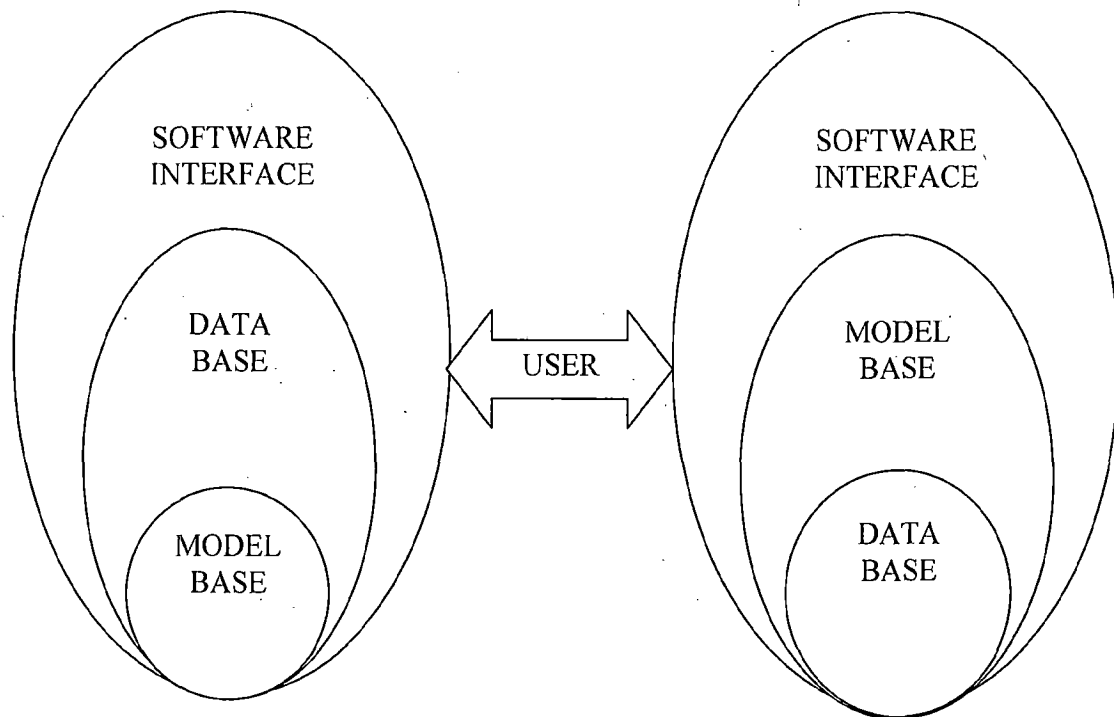 SOFTWARE
INTERFACE
DATA
BASE
MODEL
BASE
USER
SOFTWARE
INTERFACE
MODEL
BASE
DATA
BASE